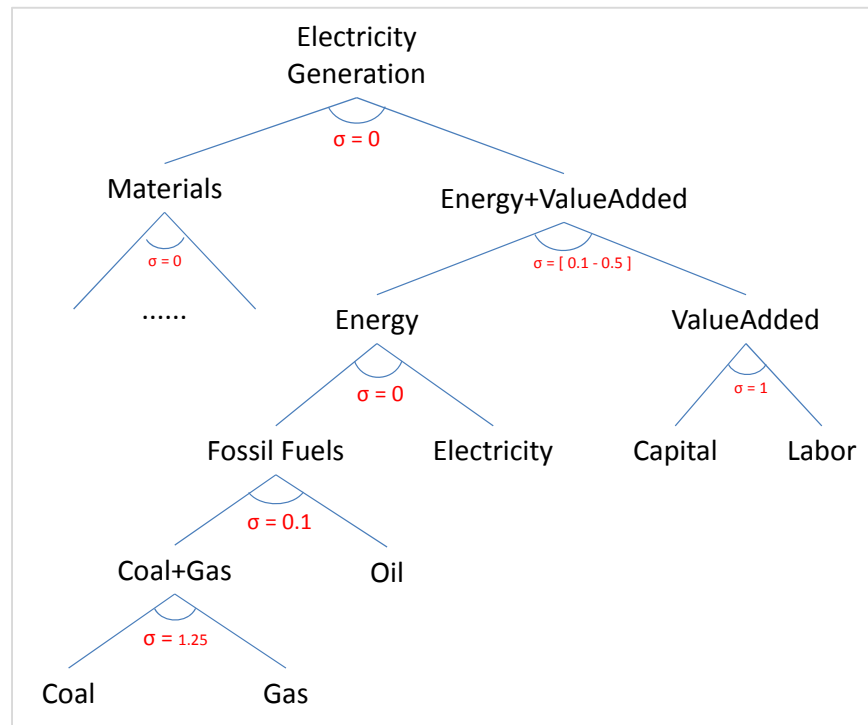 Electricity
Generation
σ = 0
Materials
Energy+ValueAdded
σ = 0
σ = [ 0.1 - 0.5 ]
......
Energy
ValueAdded
σ = 0
σ = 1
Fossil Fuels
Electricity
Capital
Labor
σ = 0.1
Coal+Gas
Oil
σ = 1.25
Coal
Gas